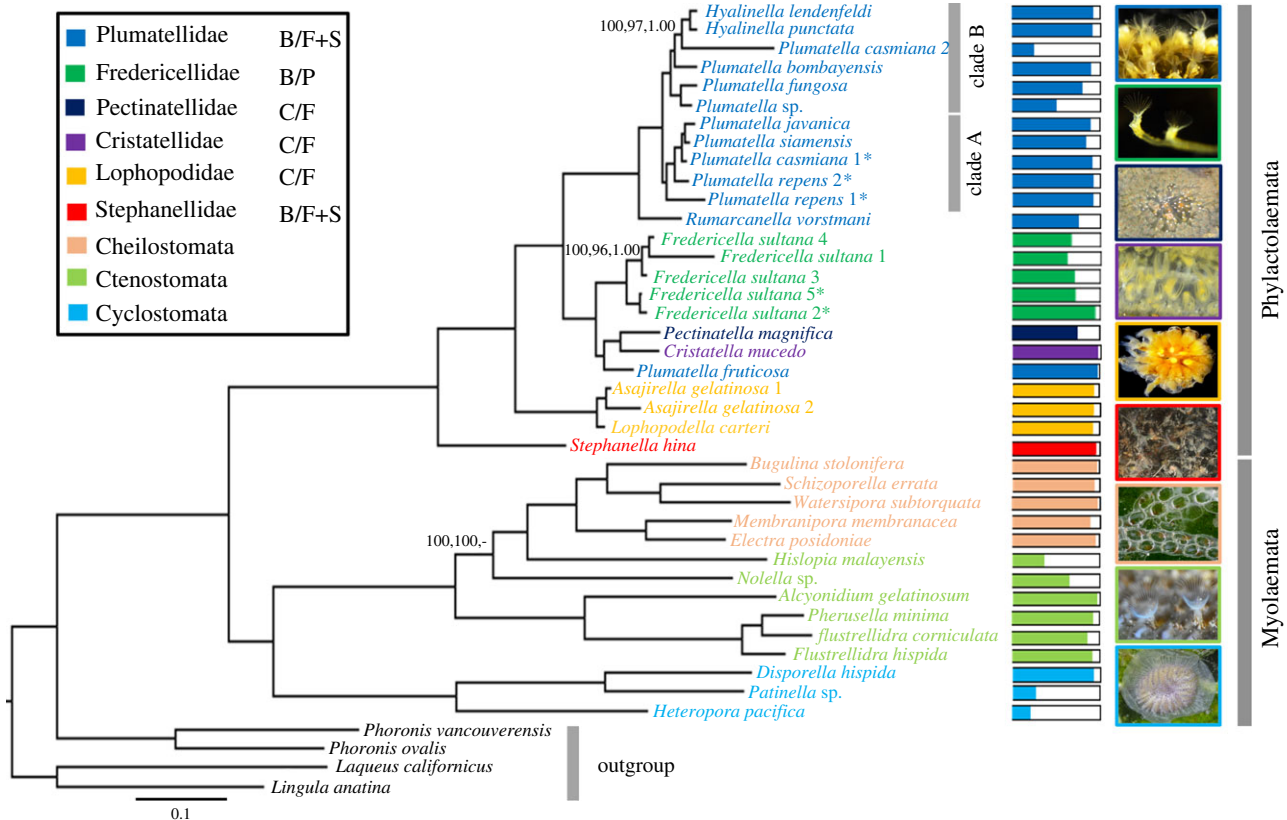 Plumatellidae B/F+S
Fredericellidae B/P
Pectinatellidae C/F
Cristatellidae C/F
Lophopodidae C/F
Stephanellidae B/F+S
Cheilostomata
Ctenostomata
Cyclostomata
100,97,1.00
Hyalinella lendenfeldi
Hyalinella punctata
Plumatella casmiana 2
Plumatella bombayensis
Plumatella fungosa
Plumatella sp.
Plumatella javanica
Plumatella siamensis
Plumatella casmiana 1*
Plumatella repens 2*
Plumatella repens 1*
Rumarcanella vorstmani
100,96,1.00
Fredericella sultana 4
Fredericella sultana 1
Fredericella sultana 3
Fredericella sultana 5*
Fredericella sultana 2*
Pectinatella magnifica
Cristatella mucedo
Plumatella fruticosa
Asajirella gelatinosa 1
Asajirella gelatinosa 2
Lophopodella carteri
Stephanella hina
Bugulina stolonifera
Schizoporella errata
Watersipora subtorquata
Membranipora membranacea
Electra posidoniae
100,100,-
Hislopia malayensis
Nolella sp.
Alcyonidium gelatinosum
Pherusella minima
flustrellidra corniculata
Flustrellidra hispida
Disporella hispida
Patinella sp.
Heteropora pacifica
Phoronis vancouverensis
Phoronis ovalis
Laqueus californicus
Lingula anatina
outgroup
0.1
clade B
clade A
Phylactolaemata
Myolaemata